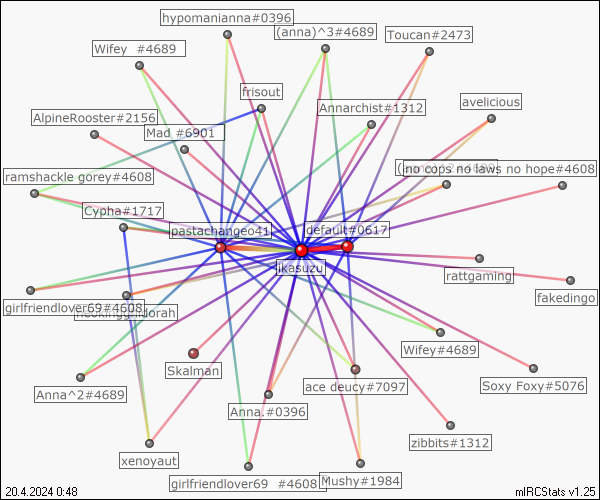 hypomanianna#0396
(anna)^3#4689
Toucan#2473
Wifey #4689
frisout
avelicious
Annarchist#1312
AlpineRooster#2156
Mad #6901
(no cops no laws no hope#4608
ramshackle gorey#4608
Cypha#1717
pastachangeo41
default#0617
ikasuzu
rattgaming
fakedingo
girlfriendlover69#4608
Wifey#4689
Skalman
ace deucy#7097
Soxy Foxy#5076
Anna^2#4689
Anna.#0396
zibbits#1312
xenoyaut
girlfriendlover69 #4608
Mushy#1984
20.4.2024 0:48
mIRCStats v1.25